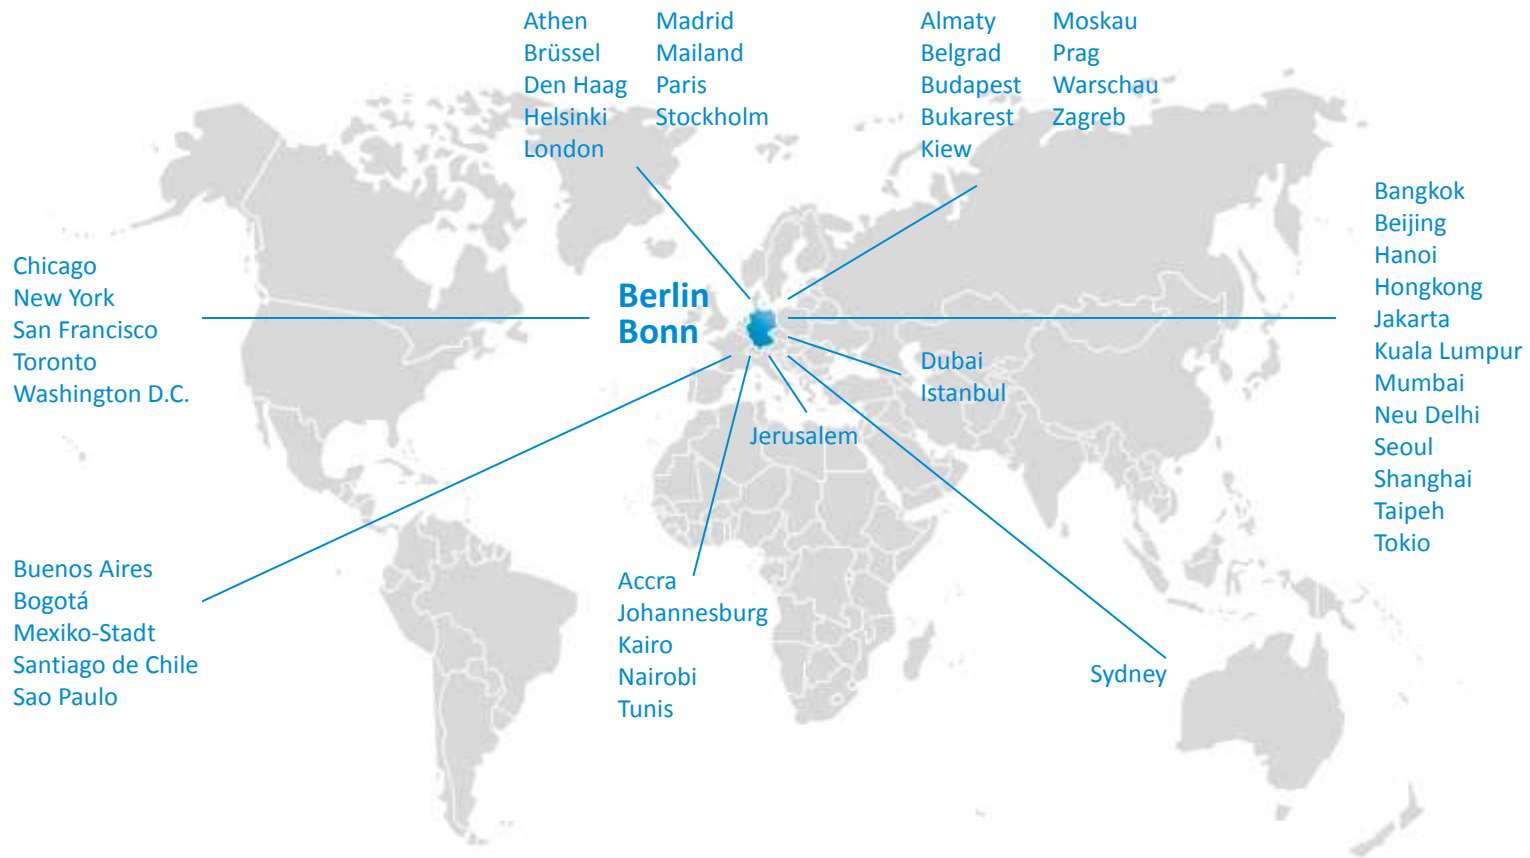 Athen
Brüssel
Den Haag
Helsinki
London
Madrid
Mailand
Paris
Stockholm
Almaty
Belgrad
Budapest
Bukarest
Kiew
Moskau
Prag
Warschau
Zagreb
Bangkok
Beijing
Hanoi
Hongkong
Jakarta
Kuala Lumpur
Mumbai
Neu Delhi
Seoul
Shanghai
Taipeh
Tokio
Chicago
New York
San Francisco
Toronto
Washington D.C.
Berlin
Bonn
Dubai
Istanbul
Jerusalem
Buenos Aires
Bogotá
Mexiko-Stadt
Santiago de Chile
Sao Paulo
Accra
Johannesburg
Kairo
Nairobi
Tunis
Sydney